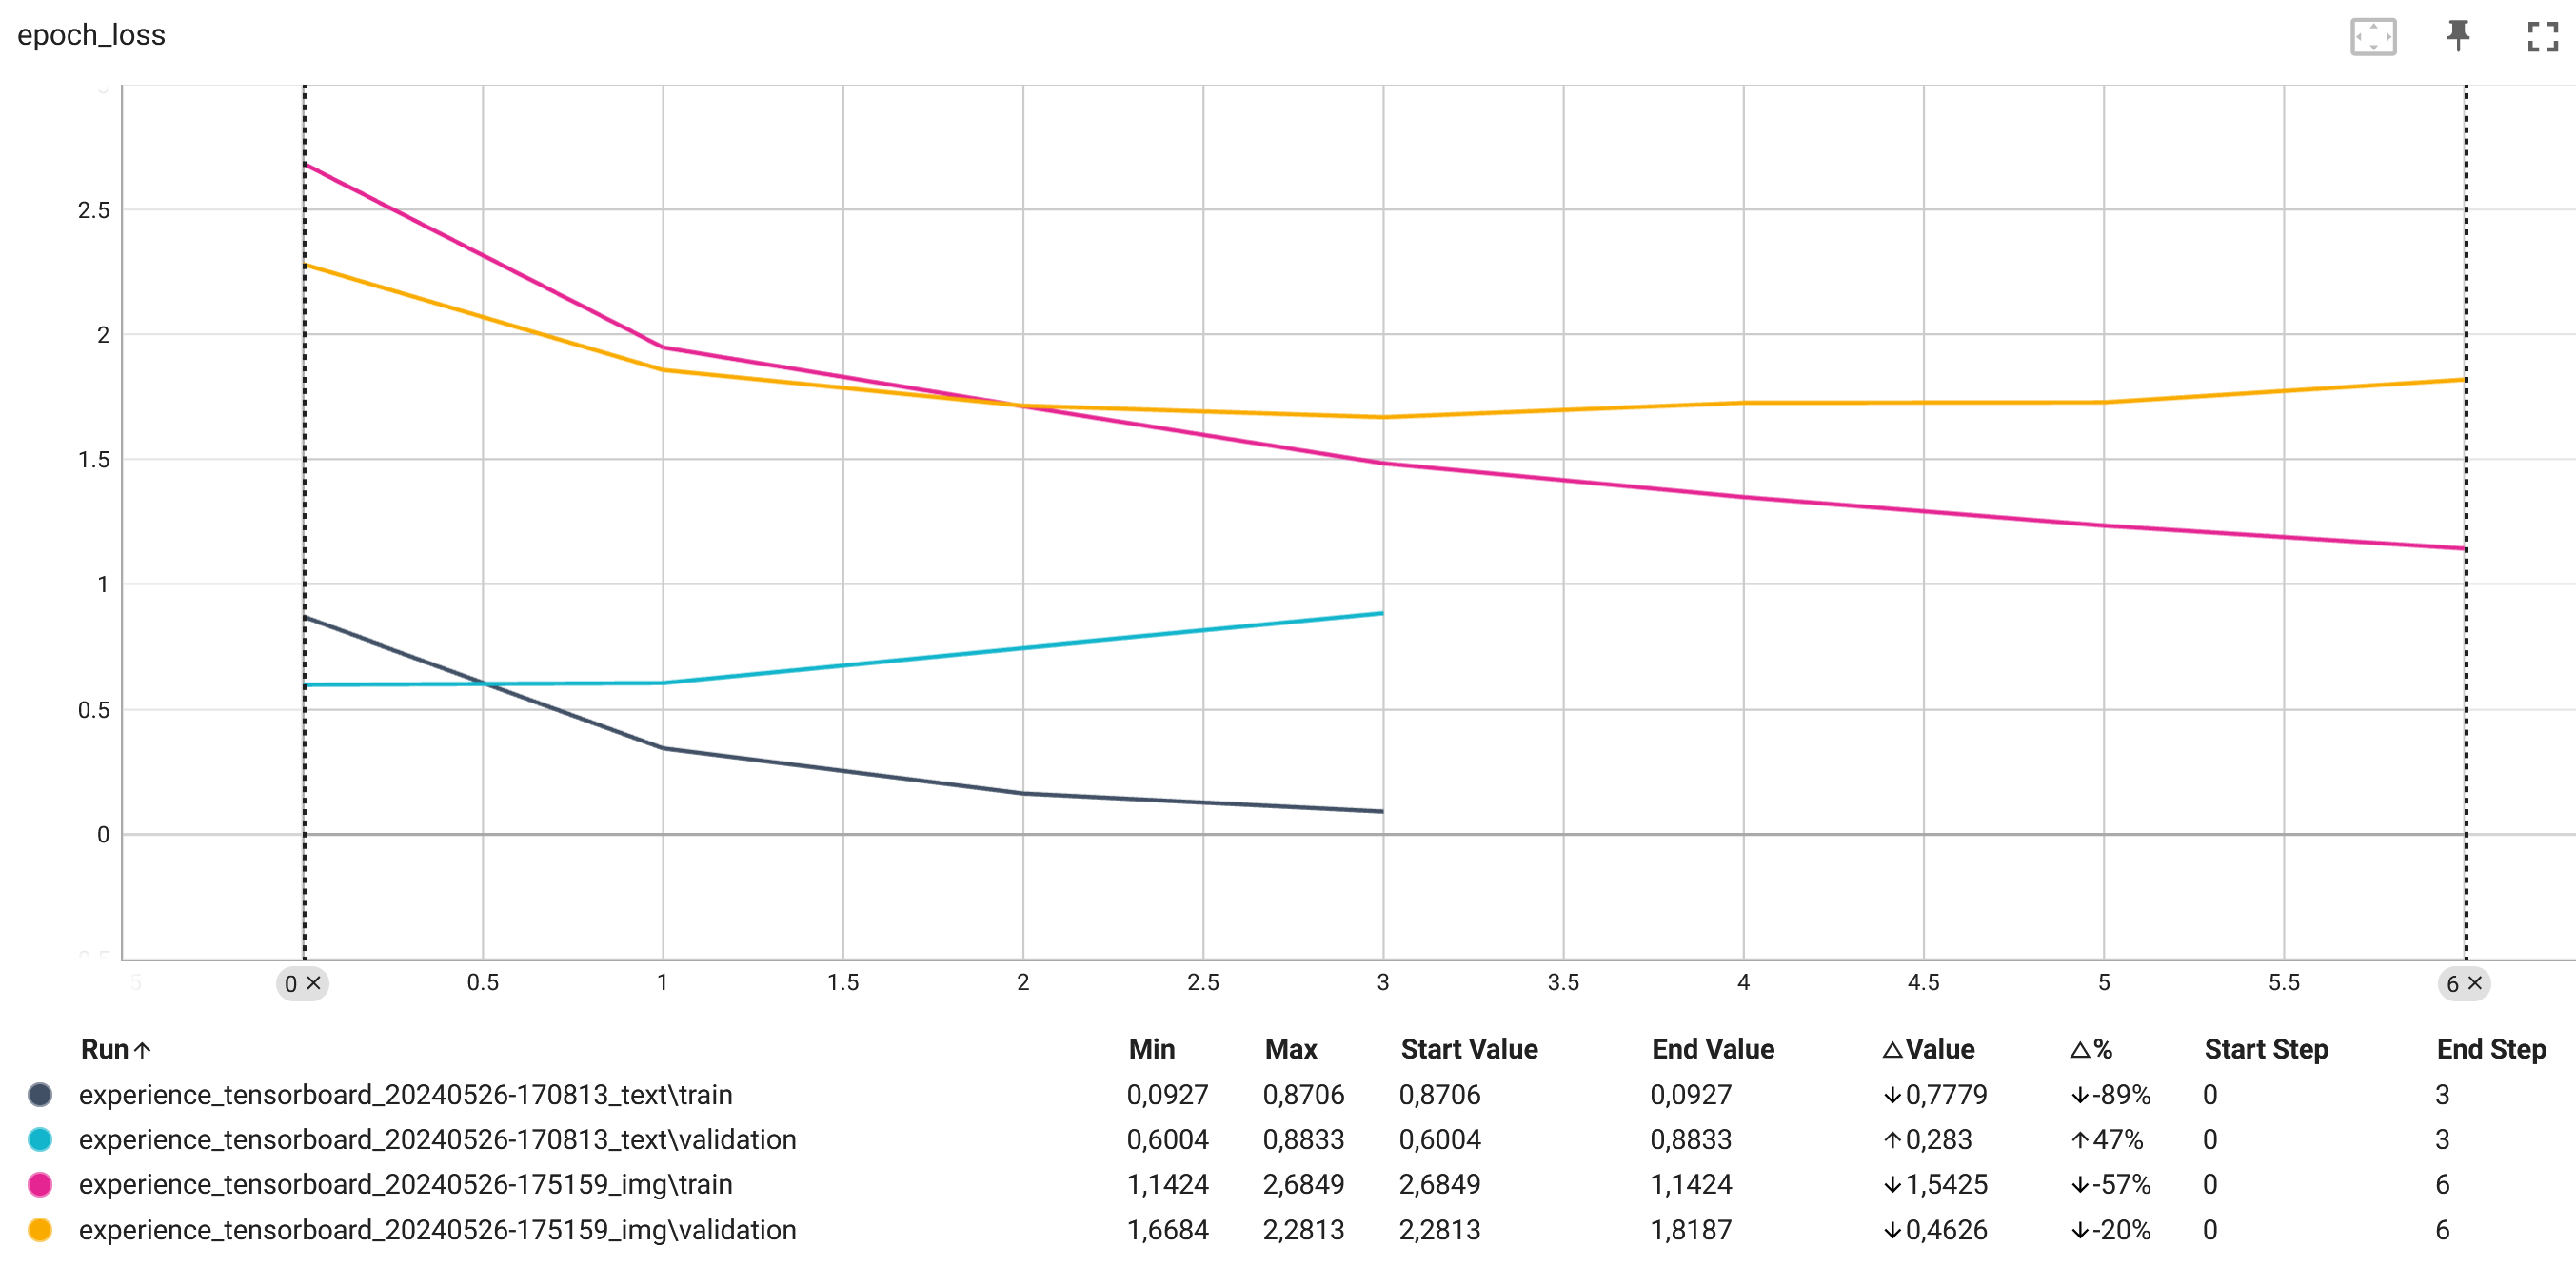 epoch_loss
2.5
2
1.5
1
0.5
0
0 × 0.5 1 1.5 2 2.5 3 3.5 4 4.5 5 5.5 6 ×
Run↑ Min Max Start Value End Value △Value △% Start Step End Step
experience_tensorboard_20240526-170813_text\train 0,0927 0,8706 0,8706 0,0927 ↓0,7779 ↓-89% 0 3
experience_tensorboard_20240526-170813_text\validation 0,6004 0,8833 0,6004 0,8833 ↑0,283 ↑47% 0 3
experience_tensorboard_20240526-175159_img\train 1,1424 2,6849 2,6849 1,1424 ↓1,5425 ↓-57% 0 6
experience_tensorboard_20240526-175159_img\validation 1,6684 2,2813 2,2813 1,8187 ↓0,4626 ↓-20% 0 6